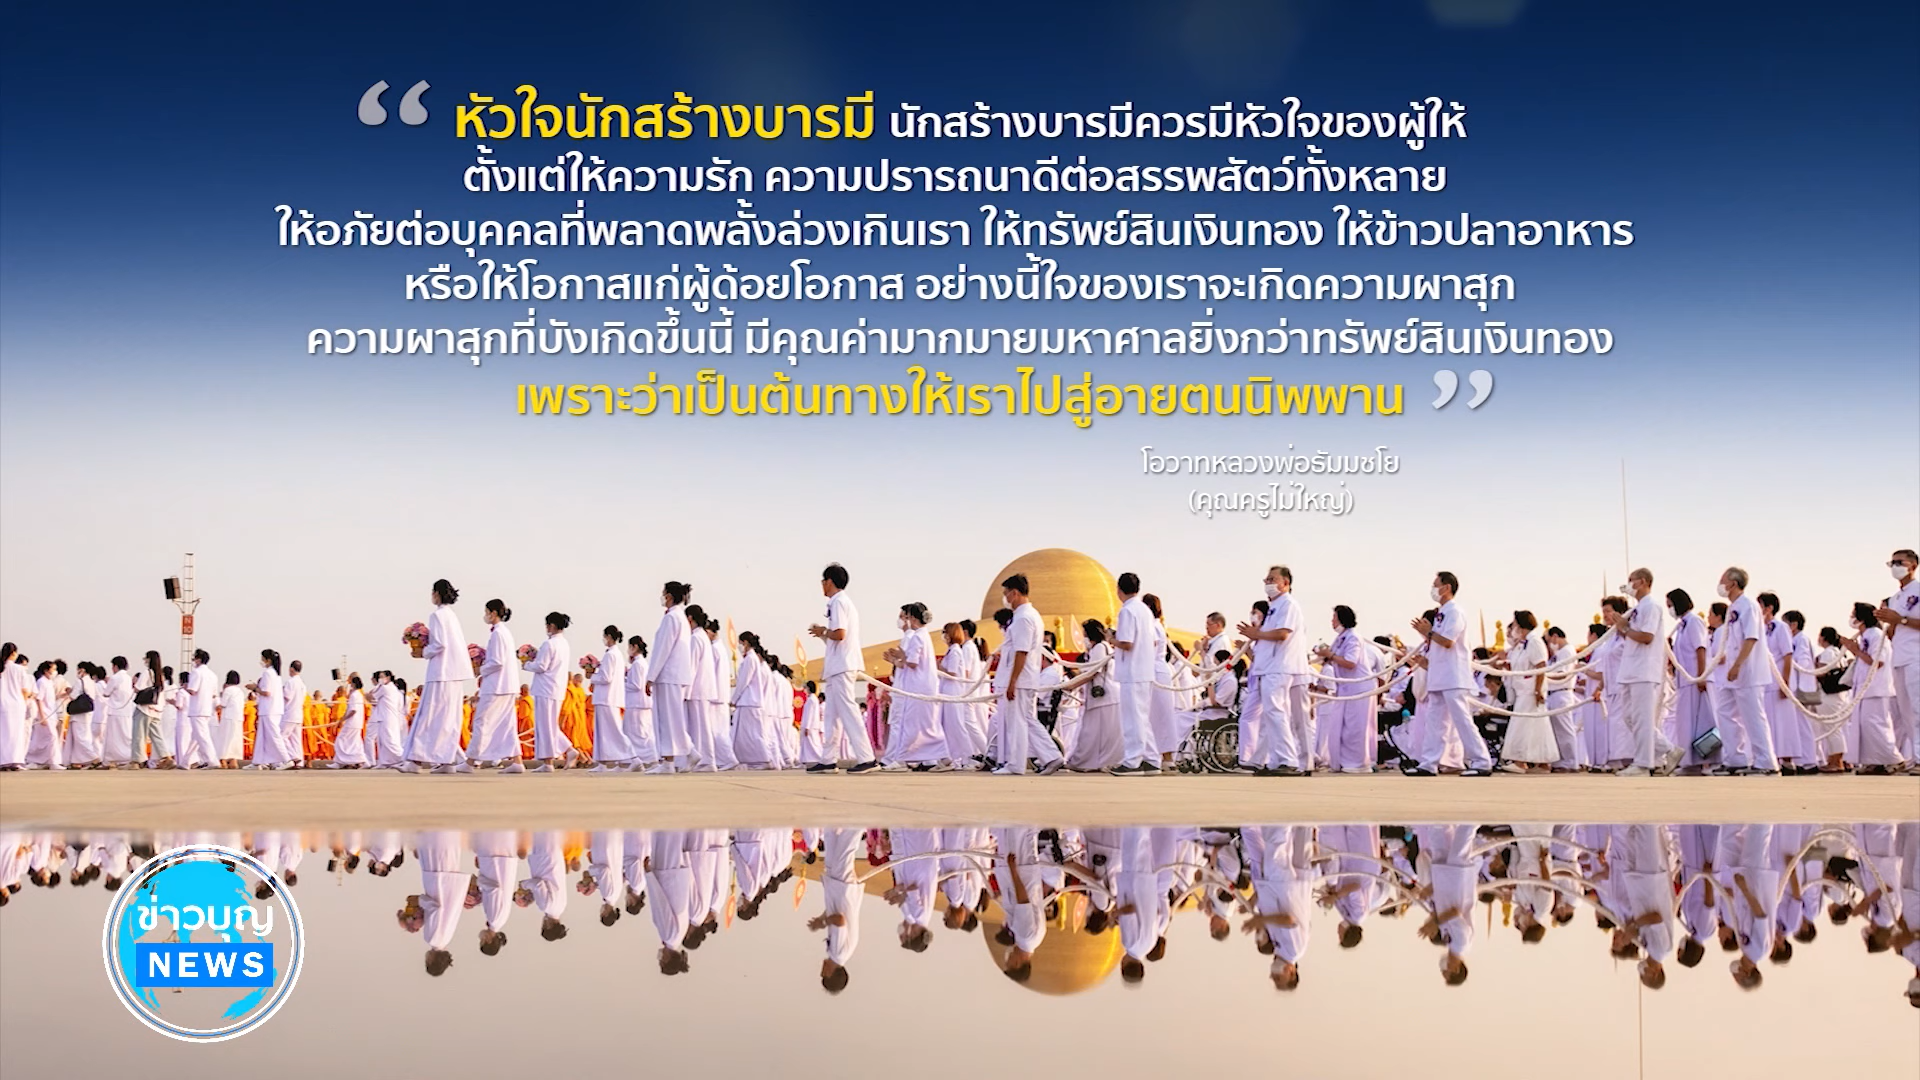 “ หัวใจนักสร้างบารมี นักสร้างบารมีควรมีหัวใจของผู้ให้
ตั้งแต่ให้ความรัก ความปรารถนาดีต่อสรรพสัตว์ทั้งหลาย
ให้อภัยต่อบุคคลที่พลาดพลั้งล่วงเกินเรา ให้ทรัพย์สินเงินทอง ให้ข้าวปลาอาหาร
หรือให้โอกาสแก่ผู้ด้อยโอกาส อย่างนี้ใจของเราจะเกิดความผาสุก
ความผาสุกที่บังเกิดขึ้นนี้ มีคุณค่ามากมายมหาศาลยิ่งกว่าทรัพย์สินเงินทอง
เพราะว่าเป็นต้นทางให้เราไปสู่อายตนนิพพาน ”
โอวาทหลวงพ่อธัมมชโย
(คุณครูไม่ใหญ่)
ข่าวบุญ
NEWS